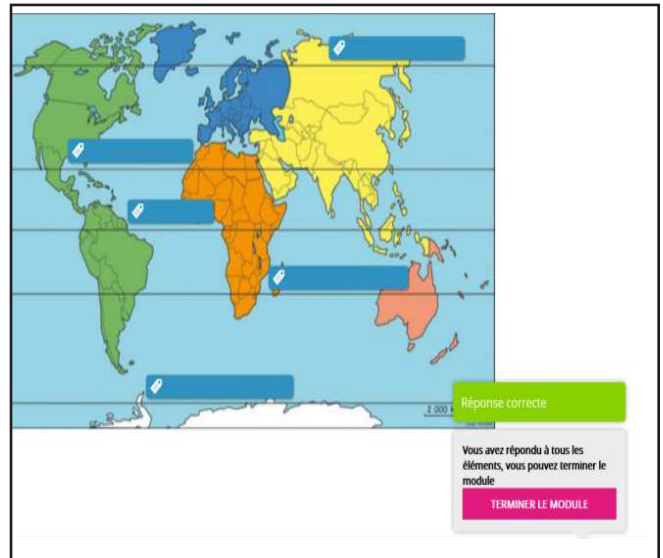 2 000 k
Réponse correcte
Vous avez répondu à tous les
éléments, vous pouvez terminer le
module
TERMINER LE MODULE